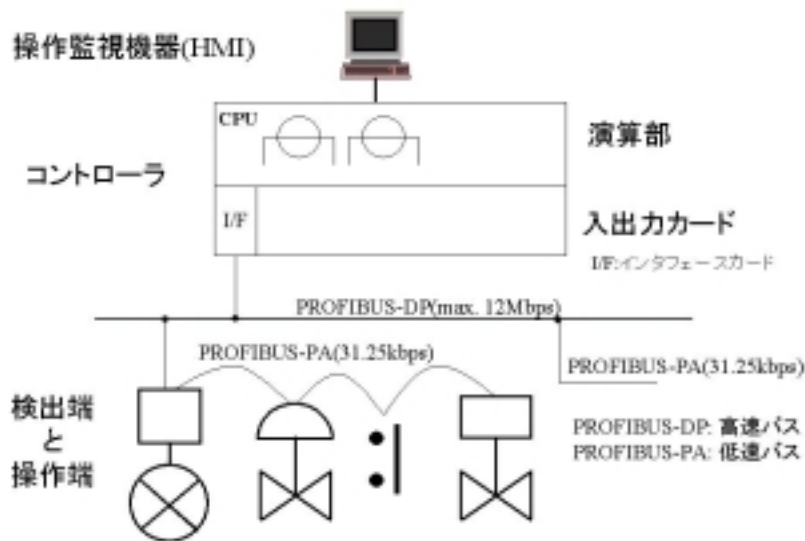 操作監視機器(HMI)
CPU
演算部
コントローラ
I/F
入出力カード
I/F:インタフェースカード
PROFIBUS-DP(max. 12Mbps)
PROFIBUS-PA(31.25kbps)
PROFIBUS-PA(31.25kbps)
検出端
と
操作端
PROFIBUS-DP: 高速バス
PROFIBUS-PA: 低速バス